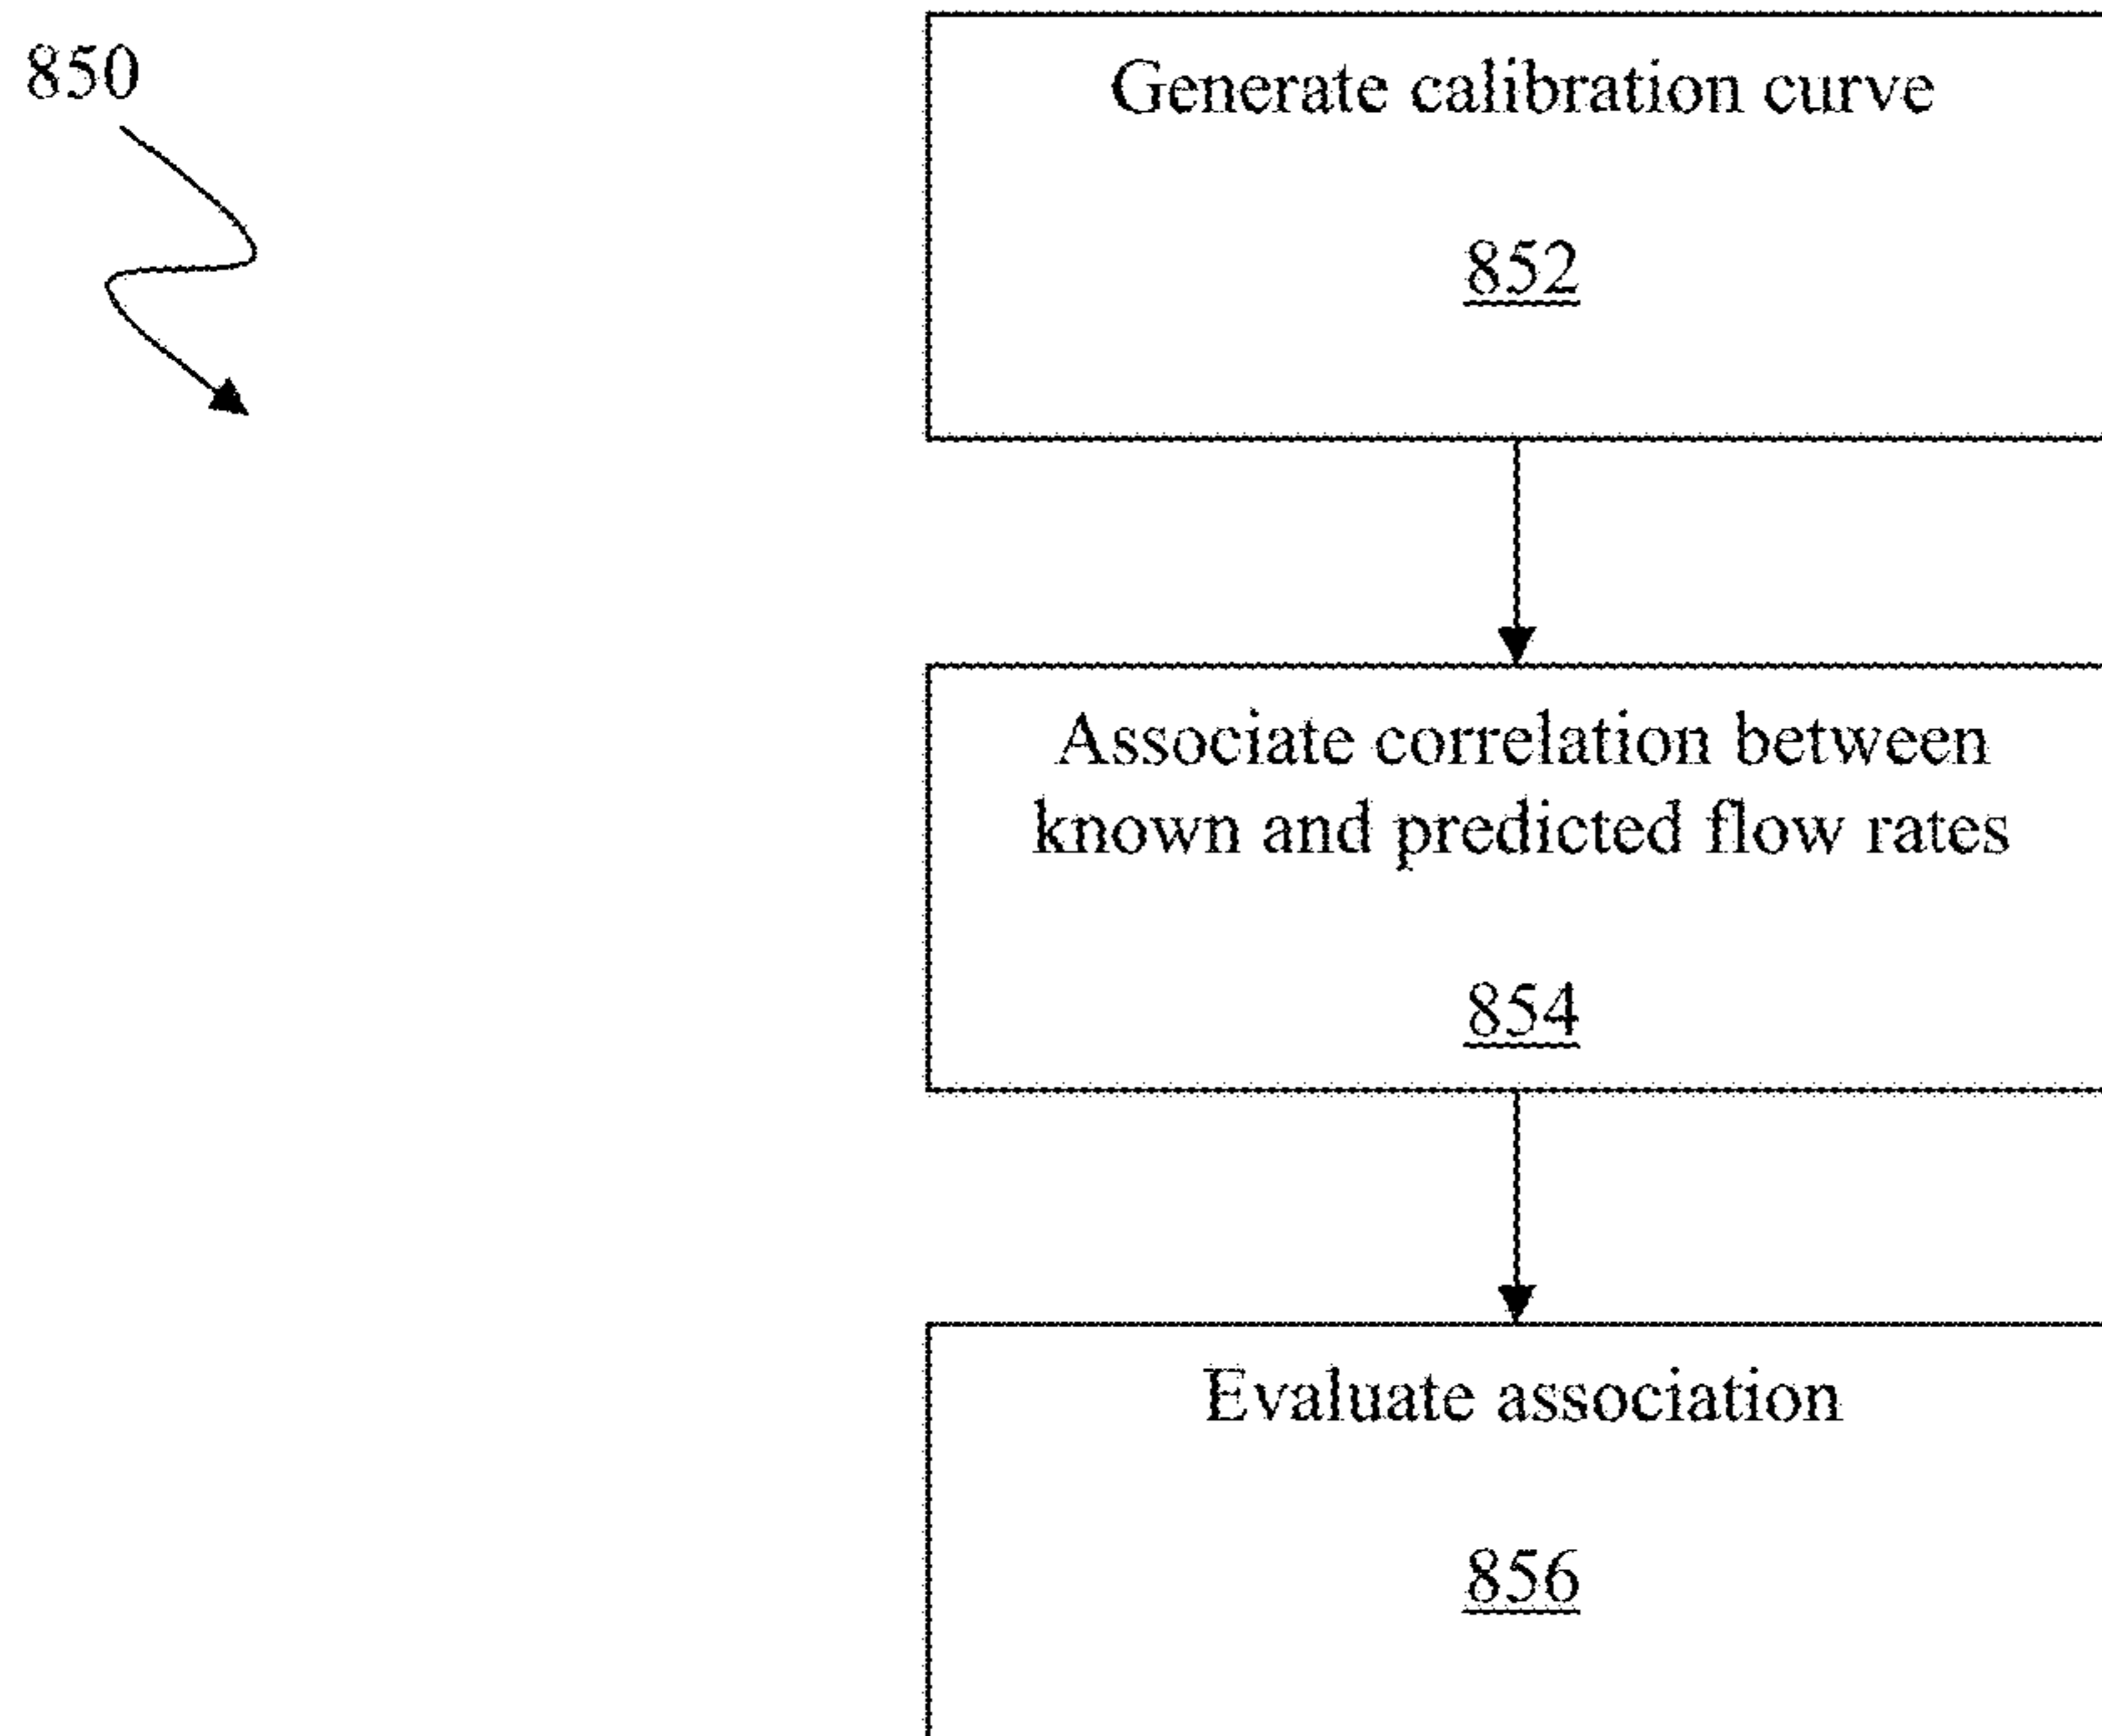 850
Generate calibration curve
852
Associate correlation between
known and predicted flow rates
854
Evaluate association
856